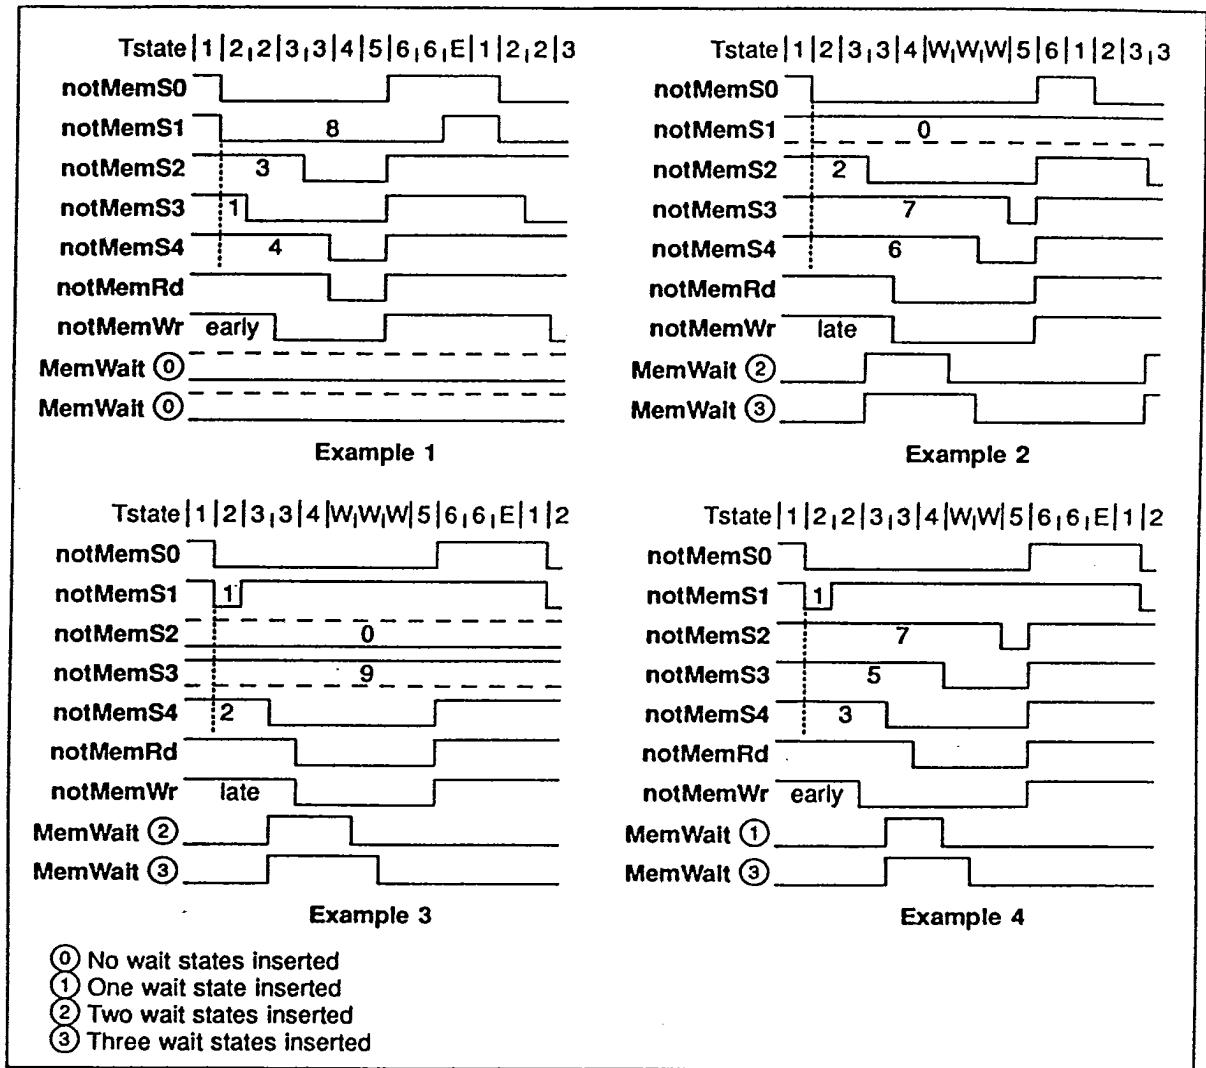 Tstate |1|2|2|3|3|4|5|6|6|E|1|2|2|3
notMemS0
notMemS1 8
notMemS2 3
notMemS3 1
notMemS4 4
notMemRd
notMemWr early
MemWait ⓪
MemWait ⓪
Example 1
Tstate |1|2|3|3|4|W|W|W|5|6|1|2|3|3
notMemS0
notMemS1 0
notMemS2 2
notMemS3 7
notMemS4 6
notMemRd
notMemWr late
MemWait ②
MemWait ③
Example 2
Tstate |1|2|3|3|4|W|W|W|5|6|6|E|1|2
notMemS0
notMemS1 1
notMemS2 0
notMemS3 9
notMemS4 2
notMemRd
notMemWr late
MemWait ②
MemWait ③
Example 3
Tstate |1|2|2|3|3|4|W|W|5|6|6|E|1|2
notMemS0
notMemS1 1
notMemS2 7
notMemS3 5
notMemS4 3
notMemRd
notMemWr early
MemWait ①
MemWait ③
Example 4
⓪ No wait states inserted
① One wait state inserted
② Two wait states inserted
③ Three wait states inserted